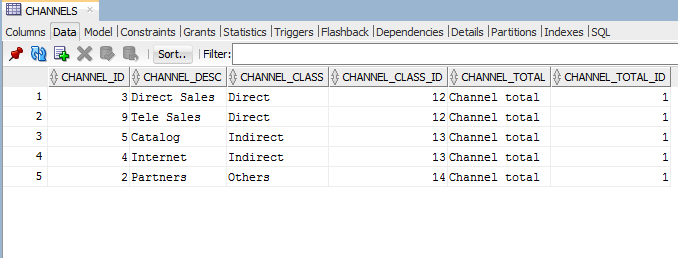 CHANNELS
Columns Data Model Constraints Grants Statistics Triggers Flashback Dependencies Details Partitions Indexes SQL
Sort.. Filter:
CHANNEL_ID CHANNEL_DESC CHANNEL_CLASS CHANNEL_CLASS_ID CHANNEL_TOTAL CHANNEL_TOTAL_ID
1 3 Direct Sales Direct 12 Channel total 1
2 9 Tele Sales Direct 12 Channel total 1
3 5 Catalog Indirect 13 Channel total 1
4 4 Internet Indirect 13 Channel total 1
5 2 Partners Others 14 Channel total 1